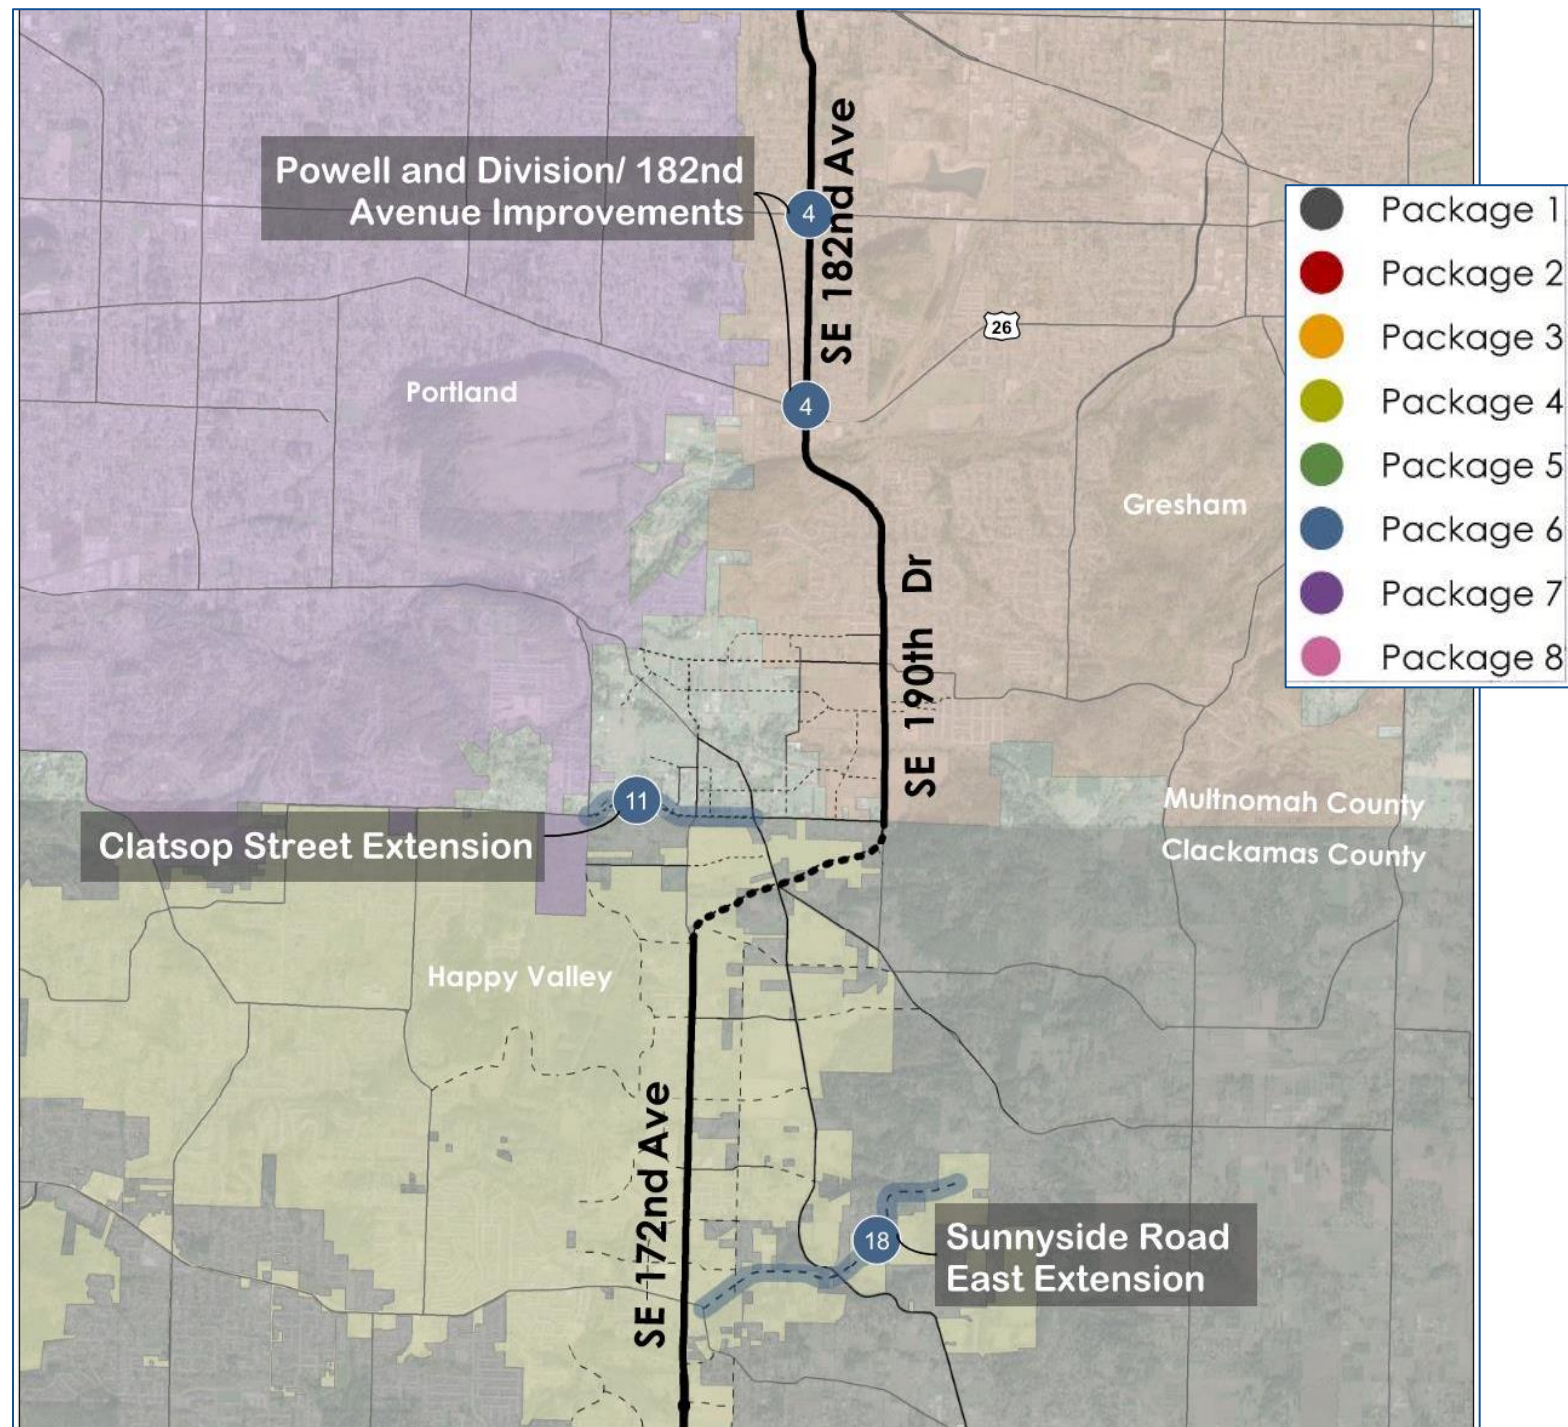 Powell and Division/ 182nd
Avenue Improvements
4
SE 182nd Ave
Package 1
Package 2
Package 3
Package 4
Package 5
Package 6
Package 7
Package 8
26
Portland
4
Gresham
SE 190th Dr
11
Multnomah County
Clatsop Street Extension
Clackamas County
Happy Valley
SE 172nd Ave
18
Sunnyside Road
East Extension